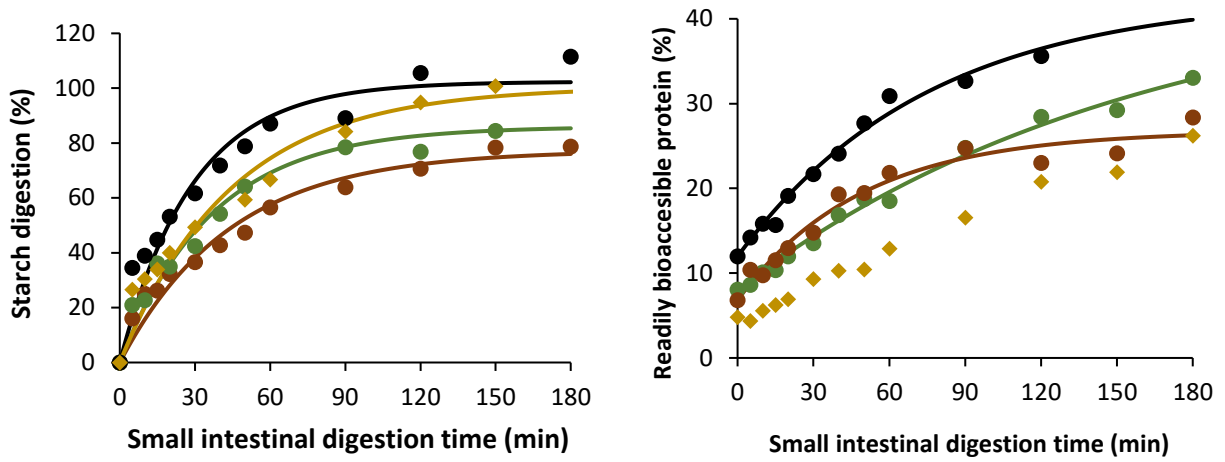 Starch digestion (%)
120
100
80
60
40
20
0
0 30 60 90 120 150 180
Small intestinal digestion time (min)
Readily bioaccesible protein (%)
40
30
20
10
0
0 30 60 90 120 150 180
Small intestinal digestion time (min)